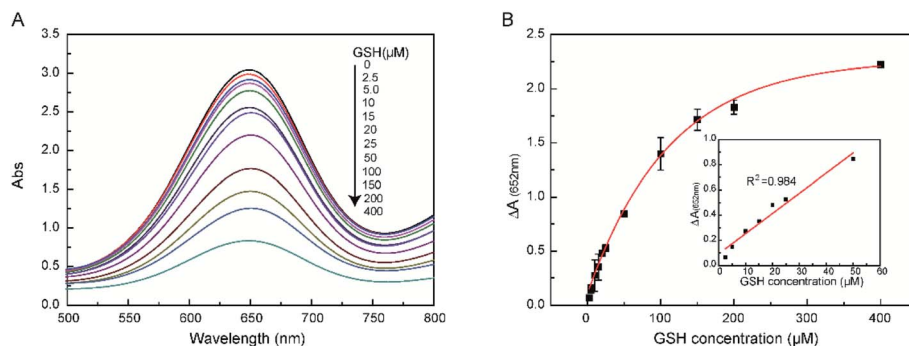 A
3.5
3.0
2.5
2.0
1.5
1.0
0.5
0.0
Abs
500 550 600 650 700 750 800
Wavelength (nm)
GSH(µM)
0
2.5
5.0
10
15
20
25
50
100
150
200
400
B
2.5
2.0
1.5
1.0
0.5
0.0
ΔA (652nm)
0 100 200 300 400
GSH concentration (µM)
1.0
0.8
0.6
0.4
0.2
0.0
ΔA(652nm)
R²=0.984
0 10 20 30 40 50 60
GSH concentration (µM)